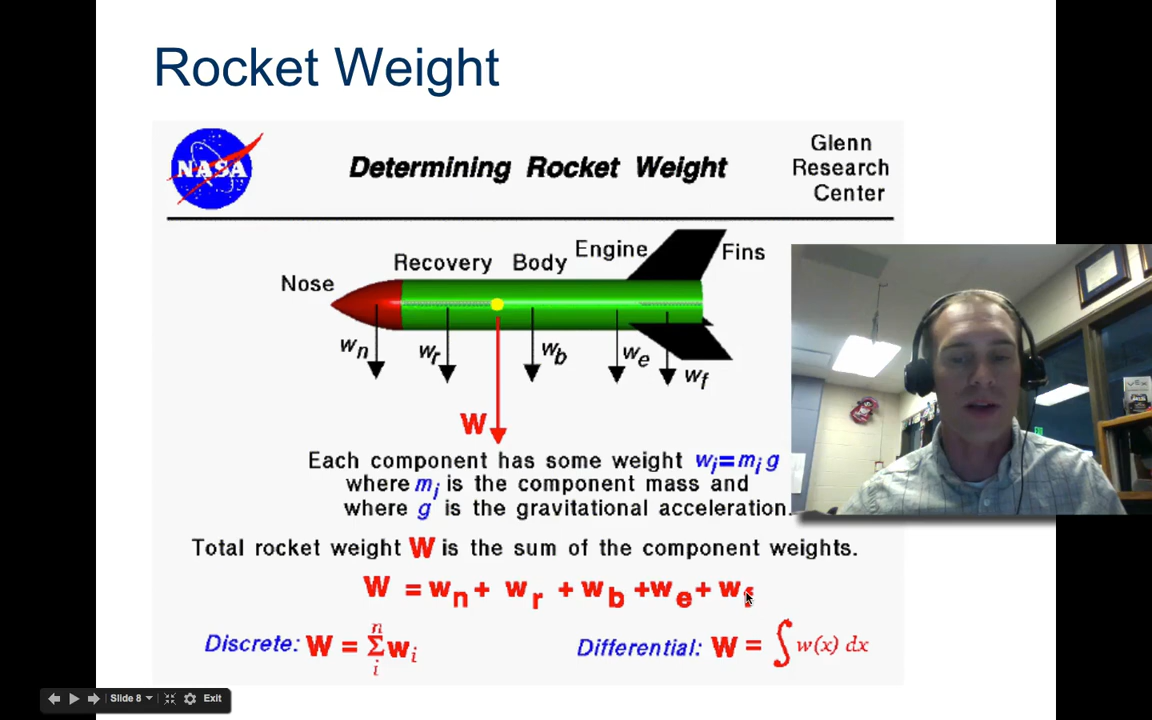 Rocket Weight
NASA
Determining Rocket Weight
Glenn
Research
Center
Nose
Recovery
Body
Engine
Fins
wn
wr
wb
we
wf
W
Each component has some weight wi=mi g
where mi is the component mass and
where g is the gravitational acceleration.
Total rocket weight W is the sum of the component weights.
W = wn + wr + wb + we + wf
Discrete: W = n Σ i wi
Differential: W = ∫ w(x) dx
Slide 8
Exit